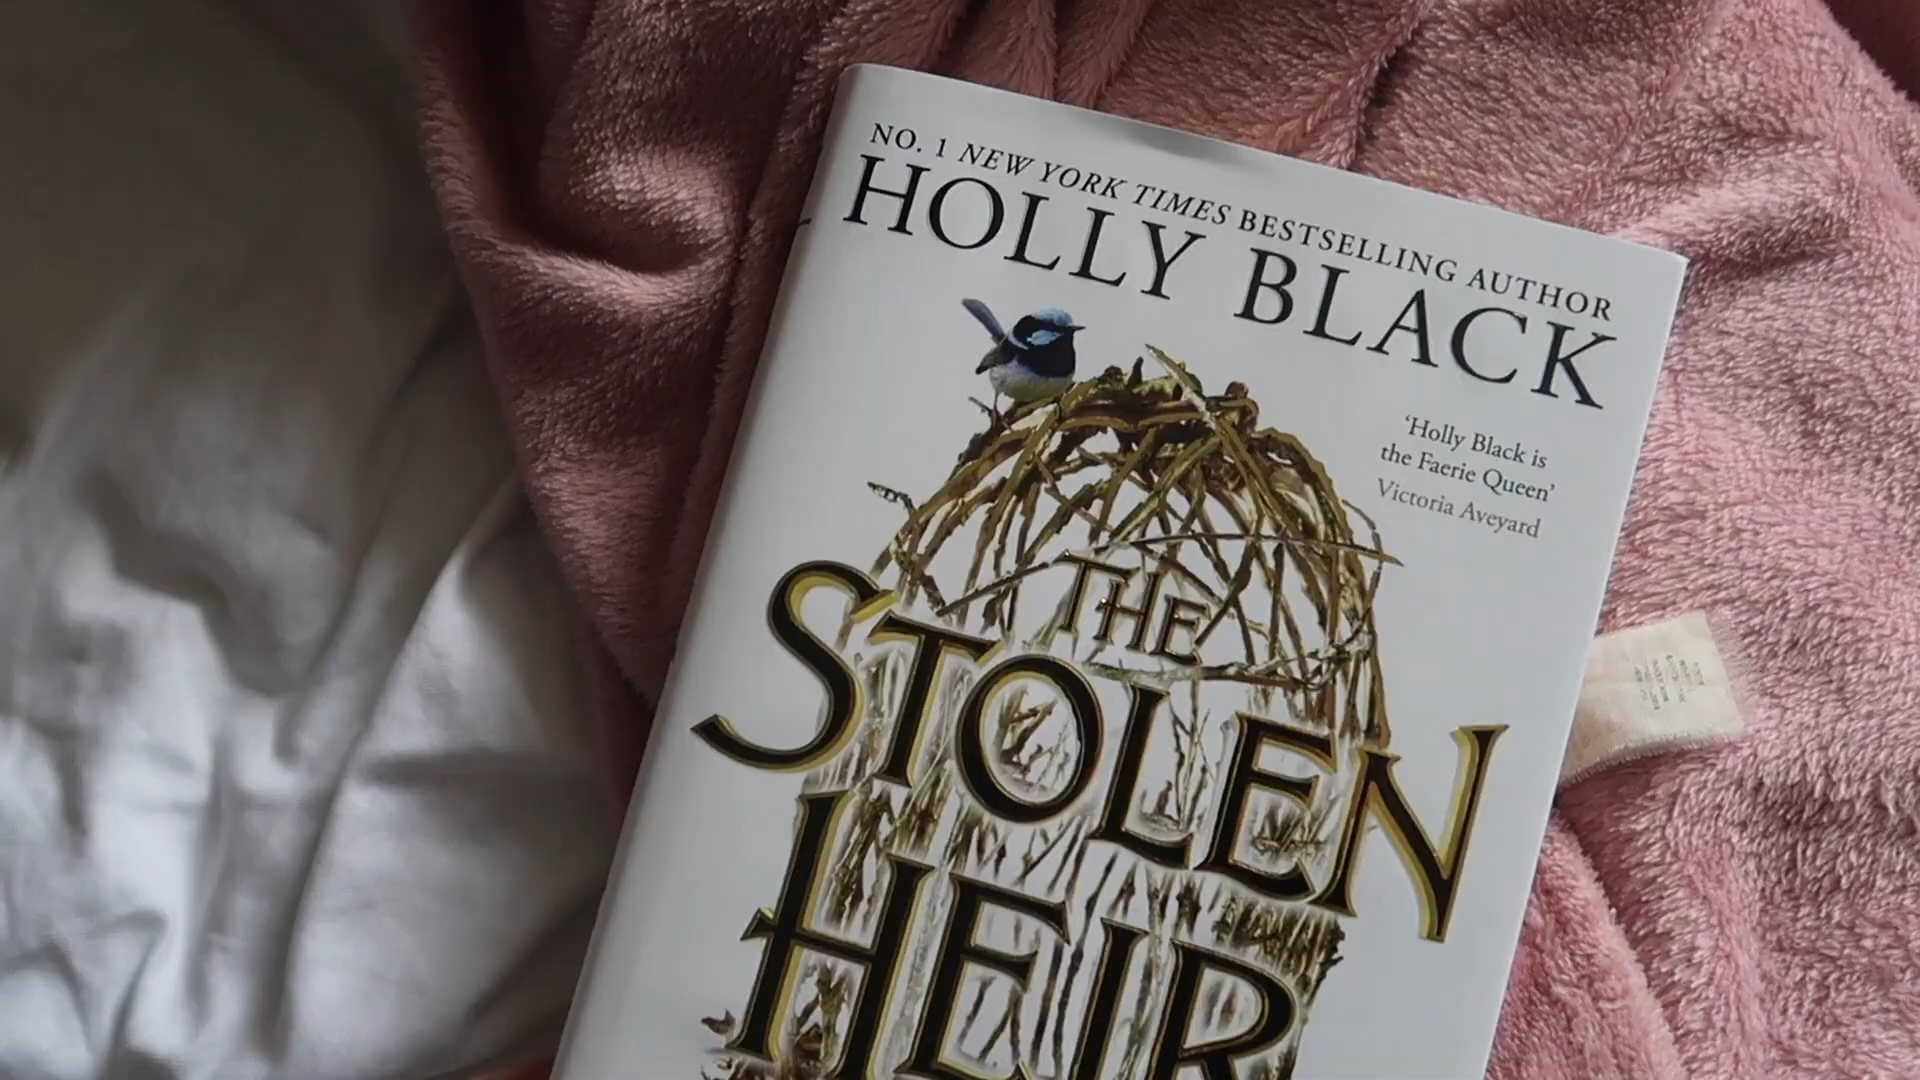 NO. 1 NEW YORK TIMES BESTSELLING AUTHOR
HOLLY BLACK
‘Holly Black is
the Faerie Queen’
Victoria Aveyard
THE
STOLEN
HEIR